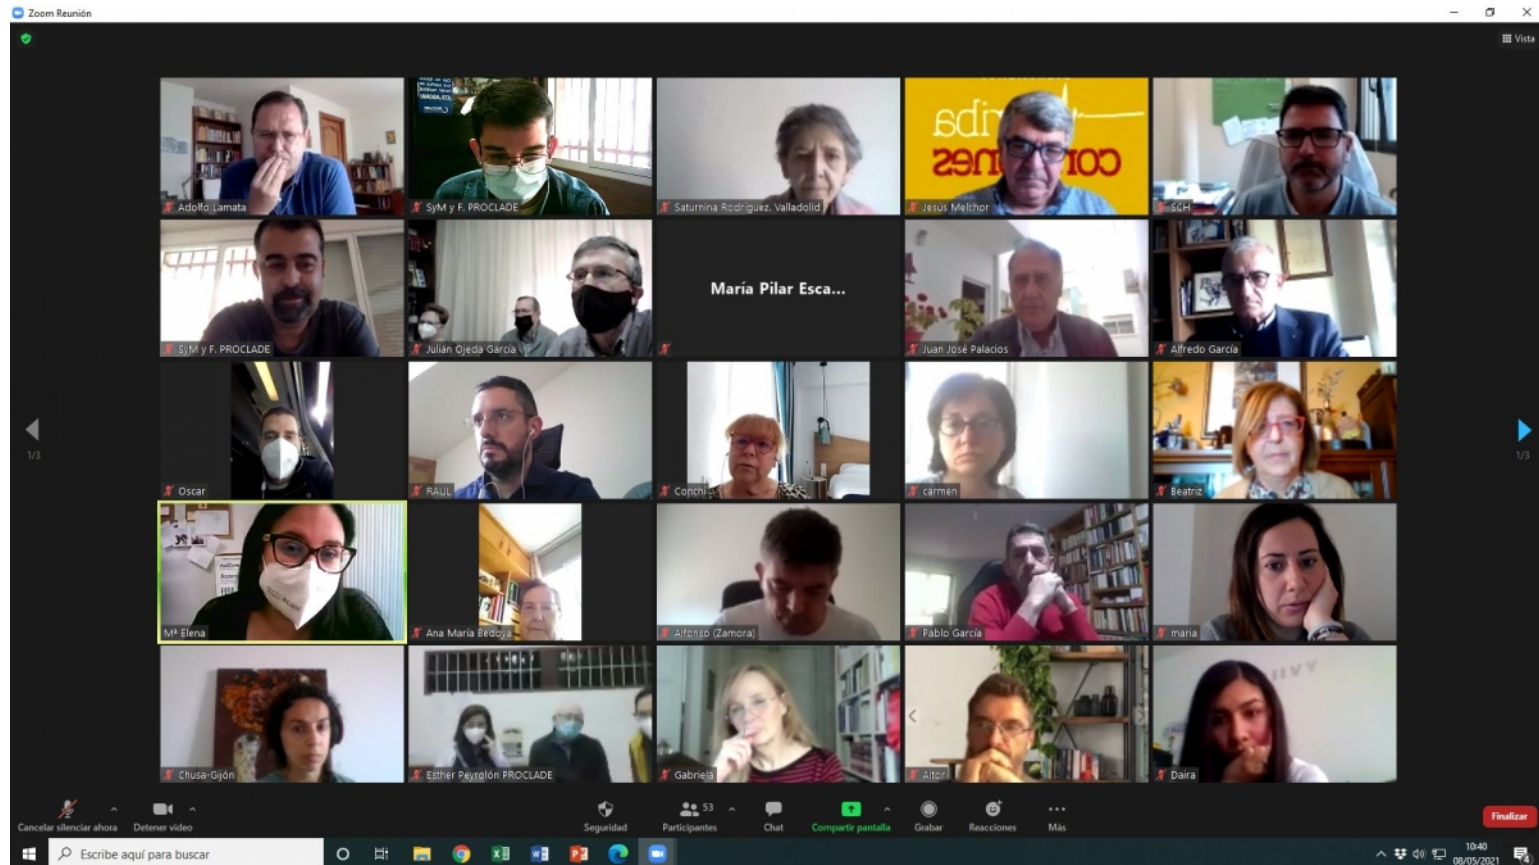 Zoom Reunión
Vista
Adolfo Lamata
SyM y F. PROCLADE
Saturnina Rodríguez. Valladolid
Jesús Melchor
SCH
SyM y F. PROCLADE
Julián Ojeda García
María Pilar Esca...
Juan José Palacios
Alfredo García
1/3
1/3
Oscar
RAUL
Conchi
carmen
Beatriz
Mª Elena
Ana María Bedoya
Alfonso (Zamora)
Pablo García
maria
Chusa-Gijón
Esther Peyrolón PROCLADE
Gabriela
Aitor
Daira
Cancelar silenciar ahora
Detener video
Seguridad
Participantes
53
Chat
Compartir pantalla
Grabar
Reacciones
Más
Finalizar
Escribe aquí para buscar
10:40
08/05/2021